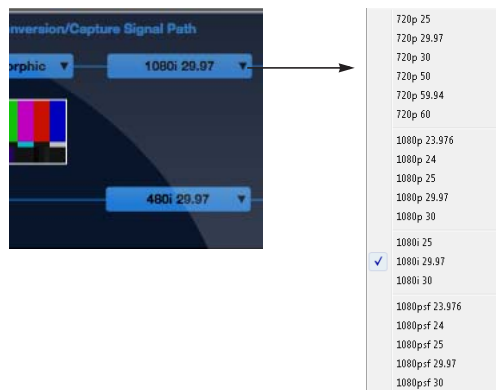 nversion/Capture Signal Path
orphic
1080i 29.97
480i 29.97
720p 25
720p 29.97
720p 30
720p 50
720p 59.94
720p 60
1080p 23.976
1080p 24
1080p 25
1080p 29.97
1080p 30
1080i 25
1080i 29.97
1080i 30
1080psf 23.976
1080psf 24
1080psf 25
1080psf 29.97
1080psf 30